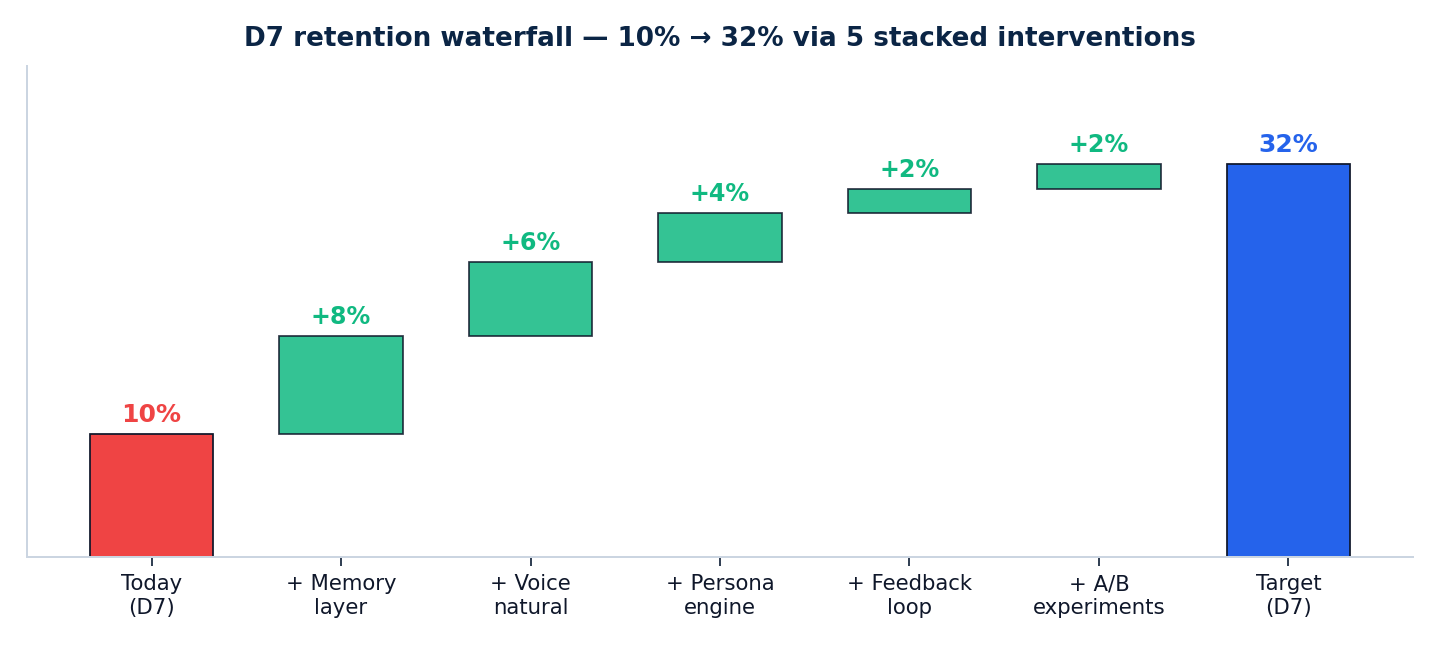 D7 retention waterfall — 10% → 32% via 5 stacked interventions
10%
+8%
+6%
+4%
+2%
+2%
32%
Today
(D7)
+ Memory
layer
+ Voice
natural
+ Persona
engine
+ Feedback
loop
+ A/B
experiments
Target
(D7)